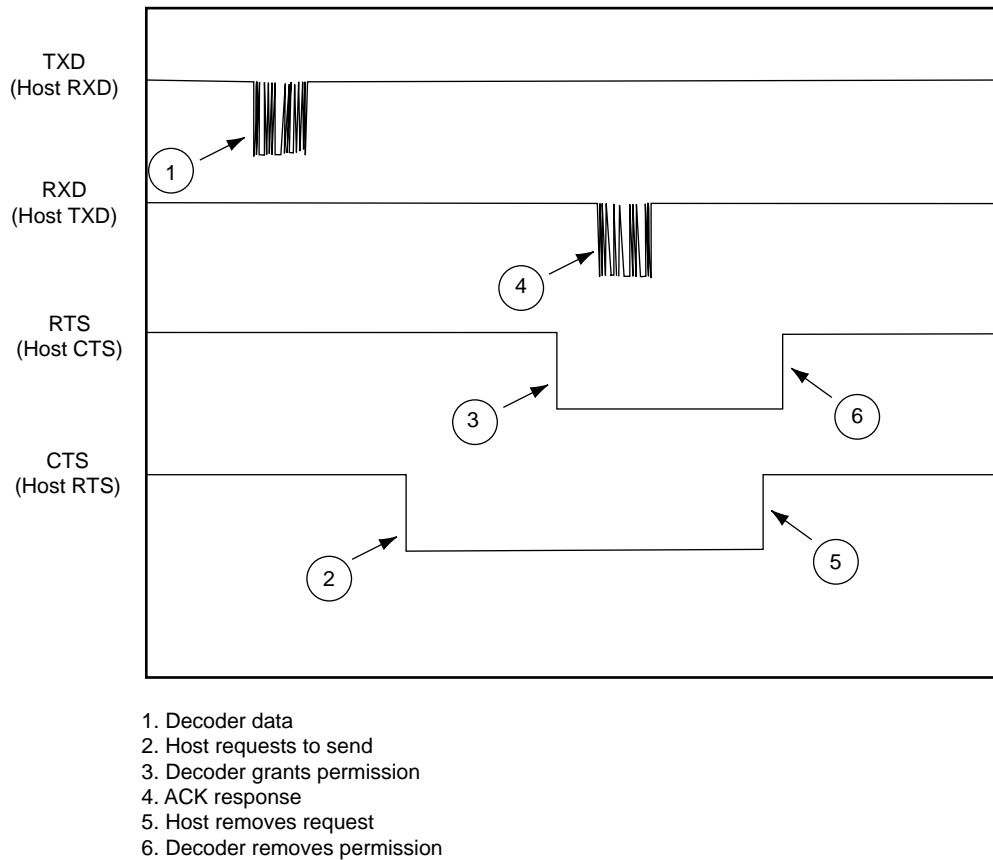 TXD
(Host RXD)
1
RXD
(Host TXD)
4
RTS
(Host CTS)
3
6
CTS
(Host RTS)
2
5
1. Decoder data
2. Host requests to send
3. Decoder grants permission
4. ACK response
5. Host removes request
6. Decoder removes permission